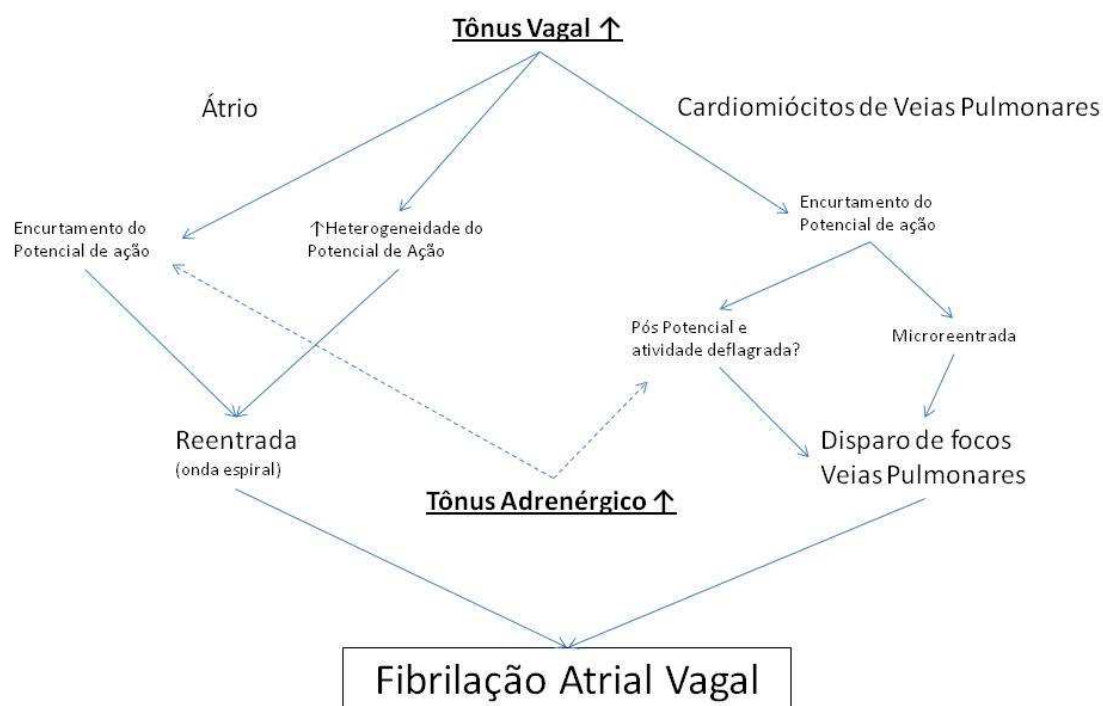 Tônus Vagal ↑
Átrio
Cardiomiócitos de Veias Pulmonares
Encurtamento do
Potencial de ação
↑Heterogeneidade do
Potencial de Ação
Encurtamento do
Potencial de ação
Pós Potencial e
atividade deflagrada?
Microreentrada
Reentrada
(onda espiral)
Disparo de focos
Veias Pulmonares
Tônus Adrenérgico ↑
Fibrilação Atrial Vagal